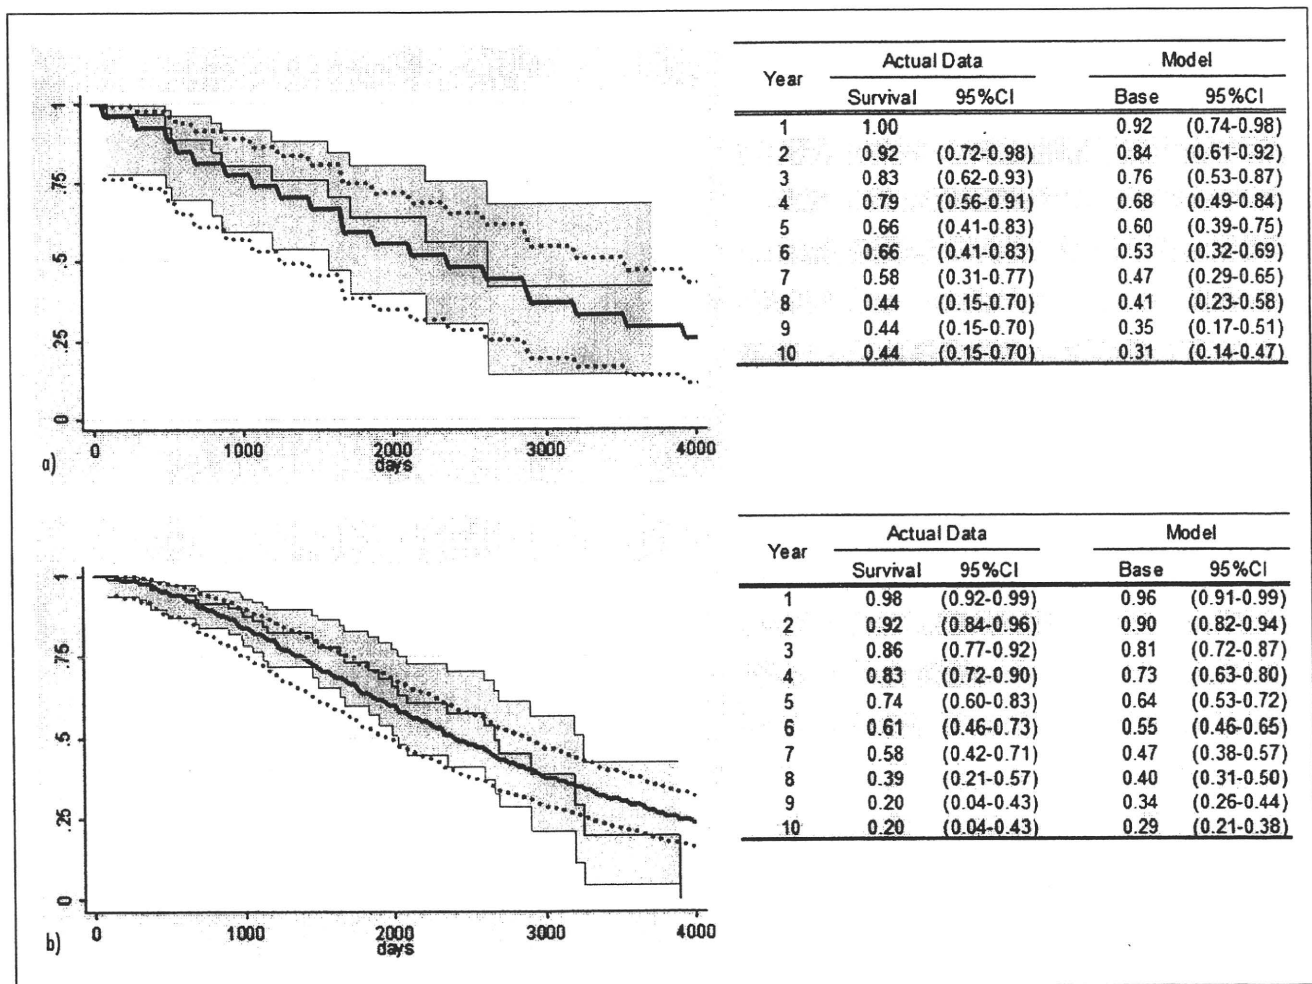 Year Actual Data Model
Survival 95%CI Base 95%CI
1 1.00 . 0.92 (0.74-0.98)
2 0.92 (0.72-0.98) 0.84 (0.61-0.92)
3 0.83 (0.62-0.93) 0.76 (0.53-0.87)
4 0.79 (0.56-0.91) 0.68 (0.49-0.84)
5 0.66 (0.41-0.83) 0.60 (0.39-0.75)
6 0.66 (0.41-0.83) 0.53 (0.32-0.69)
7 0.58 (0.31-0.77) 0.47 (0.29-0.65)
8 0.44 (0.15-0.70) 0.41 (0.23-0.58)
9 0.44 (0.15-0.70) 0.35 (0.17-0.51)
10 0.44 (0.15-0.70) 0.31 (0.14-0.47)
1
.75
.5
.25
0
0 1000 2000 3000 4000
days
a)
Year Actual Data Model
Survival 95%CI Base 95%CI
1 0.98 (0.92-0.99) 0.96 (0.91-0.99)
2 0.92 (0.84-0.96) 0.90 (0.82-0.94)
3 0.86 (0.77-0.92) 0.81 (0.72-0.87)
4 0.83 (0.72-0.90) 0.73 (0.63-0.80)
5 0.74 (0.60-0.83) 0.64 (0.53-0.72)
6 0.61 (0.46-0.73) 0.55 (0.46-0.65)
7 0.58 (0.42-0.71) 0.47 (0.38-0.57)
8 0.39 (0.21-0.57) 0.40 (0.31-0.50)
9 0.20 (0.04-0.43) 0.34 (0.26-0.44)
10 0.20 (0.04-0.43) 0.29 (0.21-0.38)
1
.75
.5
.25
0
0 1000 2000 3000 4000
days
b)